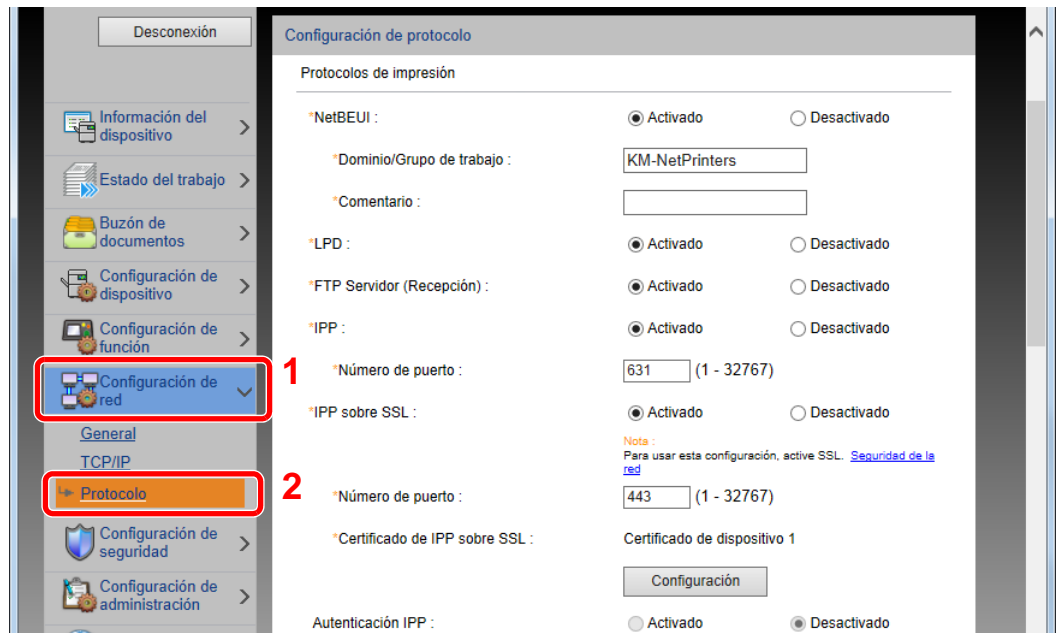 Desconexión
Información del
dispositivo
Estado del trabajo
Buzón de
documentos
Configuración de
dispositivo
Configuración de
función
1
Configuración de
red
General
TCP/IP
2
Protocolo
Configuración de
seguridad
Configuración de
administración
Configuración de protocolo
Protocolos de impresión
*NetBEUI : Activado Desactivado
*Dominio/Grupo de trabajo : KM-NetPrinters
*Comentario :
*LPD : Activado Desactivado
*FTP Servidor (Recepción) : Activado Desactivado
*IPP : Activado Desactivado
*Número de puerto : 631 (1 - 32767)
*IPP sobre SSL : Activado Desactivado
Nota :
Para usar esta configuración, active SSL. Seguridad de la
red
*Número de puerto : 443 (1 - 32767)
*Certificado de IPP sobre SSL : Certificado de dispositivo 1
Configuración
Autenticación IPP : Activado Desactivado